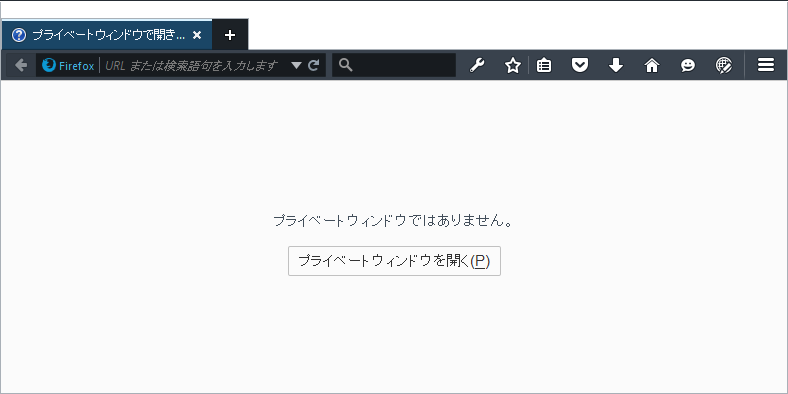 プライベートウィンドウで開き...
Firefox
URL または検索語句を入力します
プライベートウィンドウではありません。
プライベートウィンドウを開く(P)